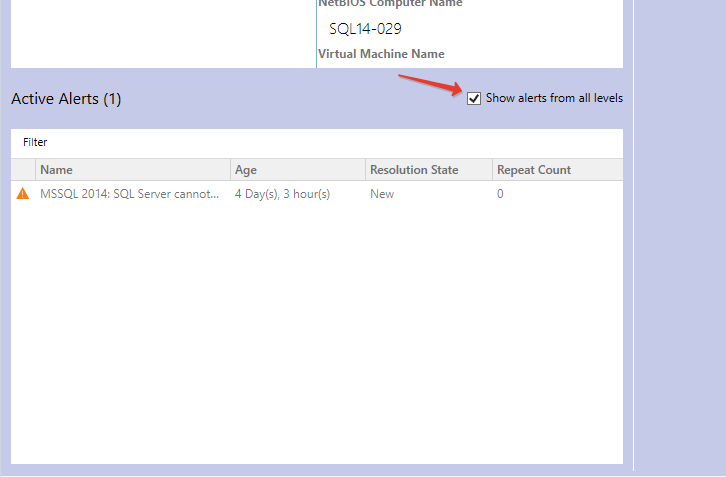 NetBIOS Computer Name
SQL14-029
Virtual Machine Name
Active Alerts (1)
Show alerts from all levels
Filter
Name Age Resolution State Repeat Count
MSSQL 2014: SQL Server cannot... 4 Day(s), 3 hour(s) New 0